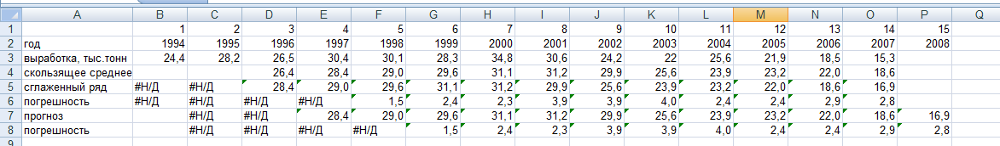 A B C D E F G H I J K L M N O P Q
1 1 2 3 4 5 6 7 8 9 10 11 12 13 14 15
2 год 1994 1995 1996 1997 1998 1999 2000 2001 2002 2003 2004 2005 2006 2007 2008
3 выработка, тыс.тонн 24,4 28,2 26,5 30,4 30,1 28,3 34,8 30,6 24,2 22 25,6 21,9 18,5 15,3
4 скользящее среднее 26,4 28,4 29,0 29,6 31,1 31,2 29,9 25,6 23,9 23,2 22,0 18,6
5 сглаженный ряд #Н/Д #Н/Д 28,4 29,0 29,6 31,1 31,2 29,9 25,6 23,9 23,2 22,0 18,6 16,9
6 погрешность #Н/Д #Н/Д #Н/Д #Н/Д 1,5 2,4 2,3 3,9 3,9 4,0 2,4 2,4 2,9 2,8
7 прогноз #Н/Д #Н/Д 28,4 29,0 29,6 31,1 31,2 29,9 25,6 23,9 23,2 22,0 18,6 16,9
8 погрешность #Н/Д #Н/Д #Н/Д #Н/Д 1,5 2,4 2,3 3,9 3,9 4,0 2,4 2,4 2,9 2,8